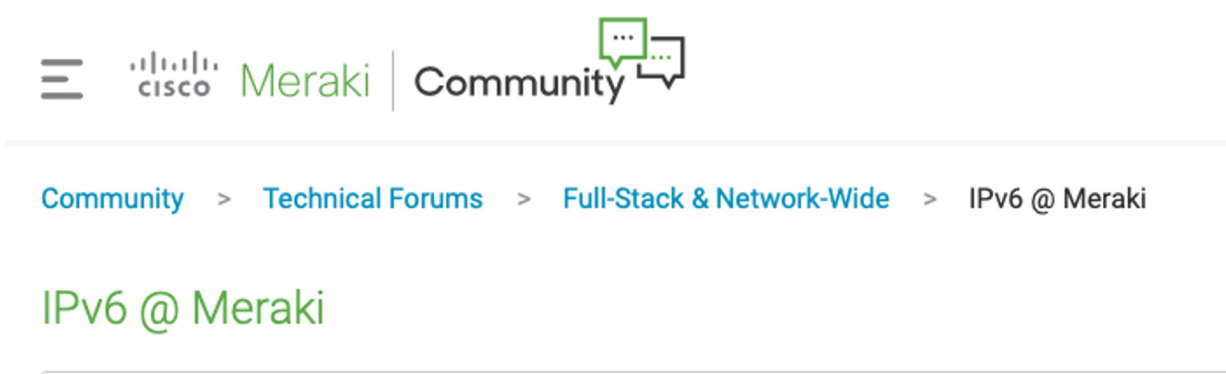 cisco Meraki Community
Community > Technical Forums > Full-Stack & Network-Wide > IPv6 @ Meraki
IPv6 @ Meraki